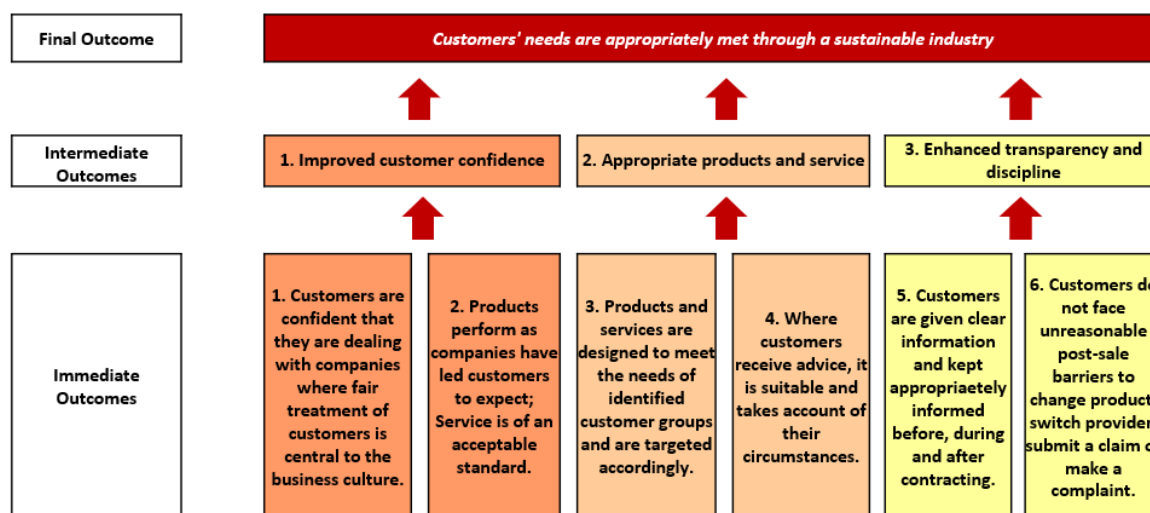 Final Outcome
Customers' needs are appropriately met through a sustainable industry
Intermediate
Outcomes
1. Improved customer confidence
2. Appropriate products and service
3. Enhanced transparency and
discipline
Immediate
Outcomes
1. Customers are
confident that
they are dealing
with companies
where fair
treatment of
customers is
central to the
business culture.
2. Products
perform as
companies have
led customers
to expect;
Service is of an
acceptable
standard.
3. Products and
services are
designed to meet
the needs of
identified
customer groups
and are targeted
accordingly.
4. Where
customers
receive advice, it
is suitable and
takes account of
their
circumstances.
5. Customers
are given clear
information
and kept
appropriaetely
informed
before, during
and after
contracting.
6. Customers do
not face
unreasonable
post-sale
barriers to
change product
switch provider
submit a claim
make a
complaint.